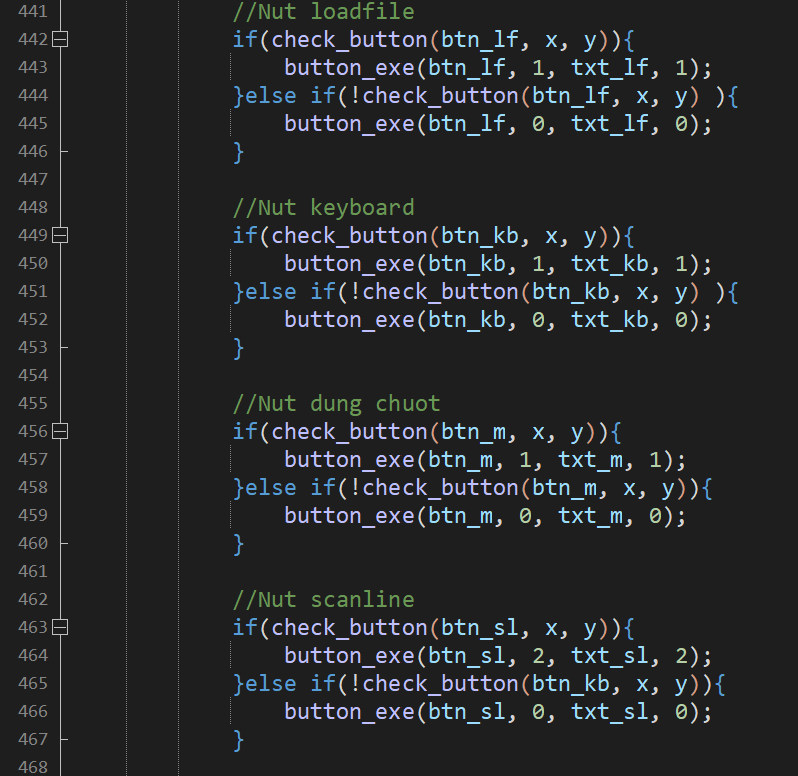 441 //Nut loadfile
442 if(check_button(btn_lf, x, y)){
443 button_exe(btn_lf, 1, txt_lf, 1);
444 }else if(!check_button(btn_lf, x, y) ){
445 button_exe(btn_lf, 0, txt_lf, 0);
446 }
447
448 //Nut keyboard
449 if(check_button(btn_kb, x, y)){
450 button_exe(btn_kb, 1, txt_kb, 1);
451 }else if(!check_button(btn_kb, x, y) ){
452 button_exe(btn_kb, 0, txt_kb, 0);
453 }
454
455 //Nut dung chuot
456 if(check_button(btn_m, x, y)){
457 button_exe(btn_m, 1, txt_m, 1);
458 }else if(!check_button(btn_m, x, y)){
459 button_exe(btn_m, 0, txt_m, 0);
460 }
461
462 //Nut scanline
463 if(check_button(btn_sl, x, y)){
464 button_exe(btn_sl, 2, txt_sl, 2);
465 }else if(!check_button(btn_kb, x, y)){
466 button_exe(btn_sl, 0, txt_sl, 0);
467 }
468